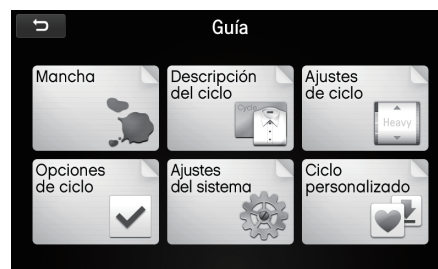 Guía
Mancha
Descripción
del ciclo
Cycle
Ajustes
de ciclo
Heavy
Opciones
de ciclo
Ajustes
del sistema
Ciclo
personalizado